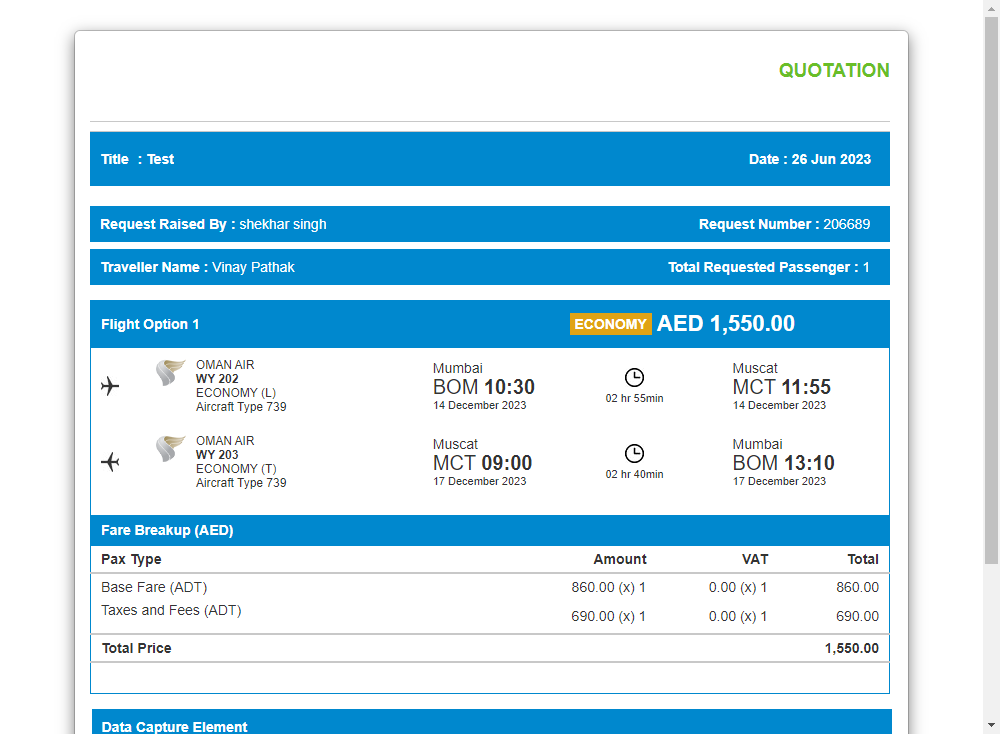 QUOTATION
Title : Test Date : 26 Jun 2023
Request Raised By : shekhar singh Request Number : 206689
Traveller Name : Vinay Pathak Total Requested Passenger : 1
Flight Option 1 ECONOMY AED 1,550.00
OMAN AIR
WY 202
ECONOMY (L)
Aircraft Type 739
Mumbai
BOM 10:30
14 December 2023
02 hr 55min
Muscat
MCT 11:55
14 December 2023
OMAN AIR
WY 203
ECONOMY (T)
Aircraft Type 739
Muscat
MCT 09:00
17 December 2023
02 hr 40min
Mumbai
BOM 13:10
17 December 2023
Fare Breakup (AED)
Pax Type Amount VAT Total
Base Fare (ADT) 860.00 (x) 1 0.00 (x) 1 860.00
Taxes and Fees (ADT) 690.00 (x) 1 0.00 (x) 1 690.00
Total Price 1,550.00
Data Capture Element